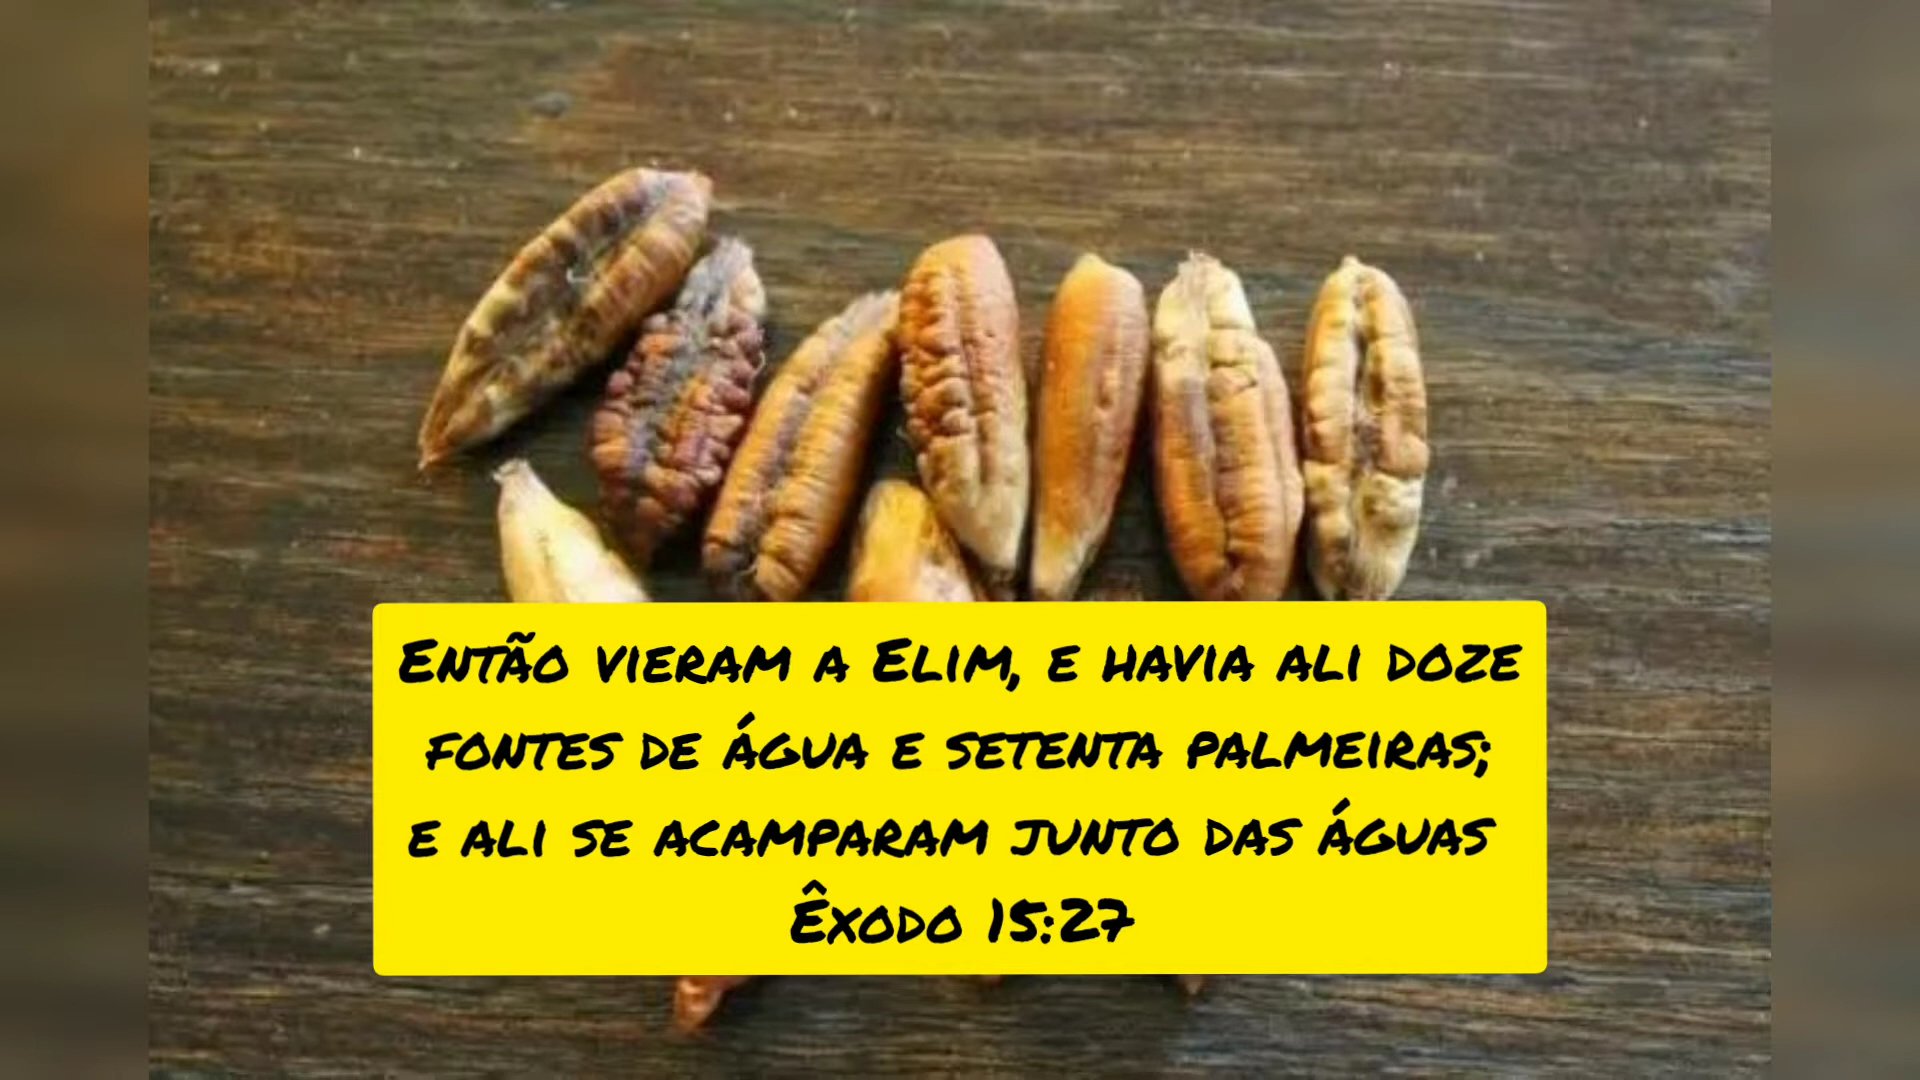 Então vieram a Elim, e havia ali doze
fontes de água e setenta palmeiras;
e ali se acamparam junto das águas
Êxodo 15:27